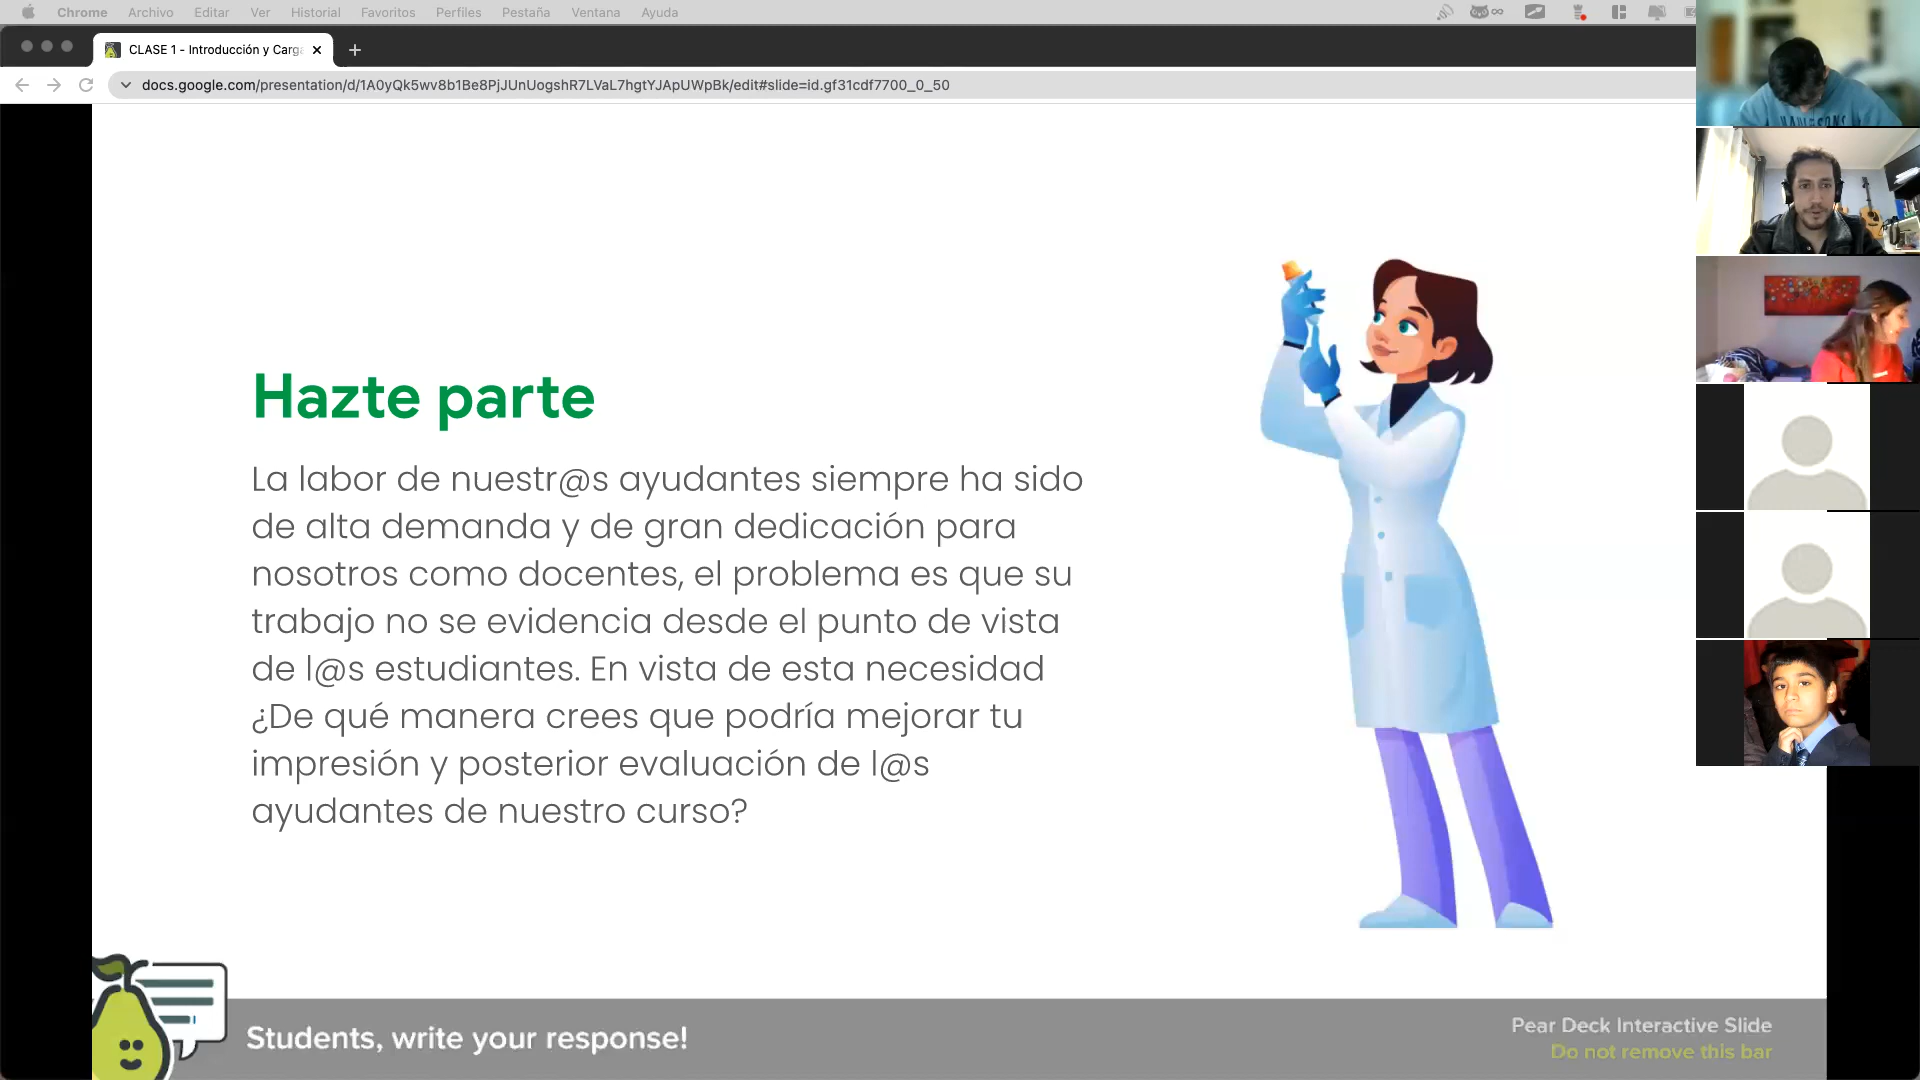 Chrome Archivo Editar Ver Historial Favoritos Perfiles Pestaña Ventana Ayuda
CLASE 1 - Introducción y Carga
docs.google.com/presentation/d/1A0yQk5wv8b1Be8PjJUnUogshR7LVaL7hgtYJApUWpBk/edit#slide=id.gf31cdf7700_0_50
Hazte parte
La labor de nuestr@s ayudantes siempre ha sido
de alta demanda y de gran dedicación para
nosotros como docentes, el problema es que su
trabajo no se evidencia desde el punto de vista
de l@s estudiantes. En vista de esta necesidad
¿De qué manera crees que podría mejorar tu
impresión y posterior evaluación de l@s
ayudantes de nuestro curso?
Students, write your response!
Pear Deck Interactive Slide
Do not remove this bar